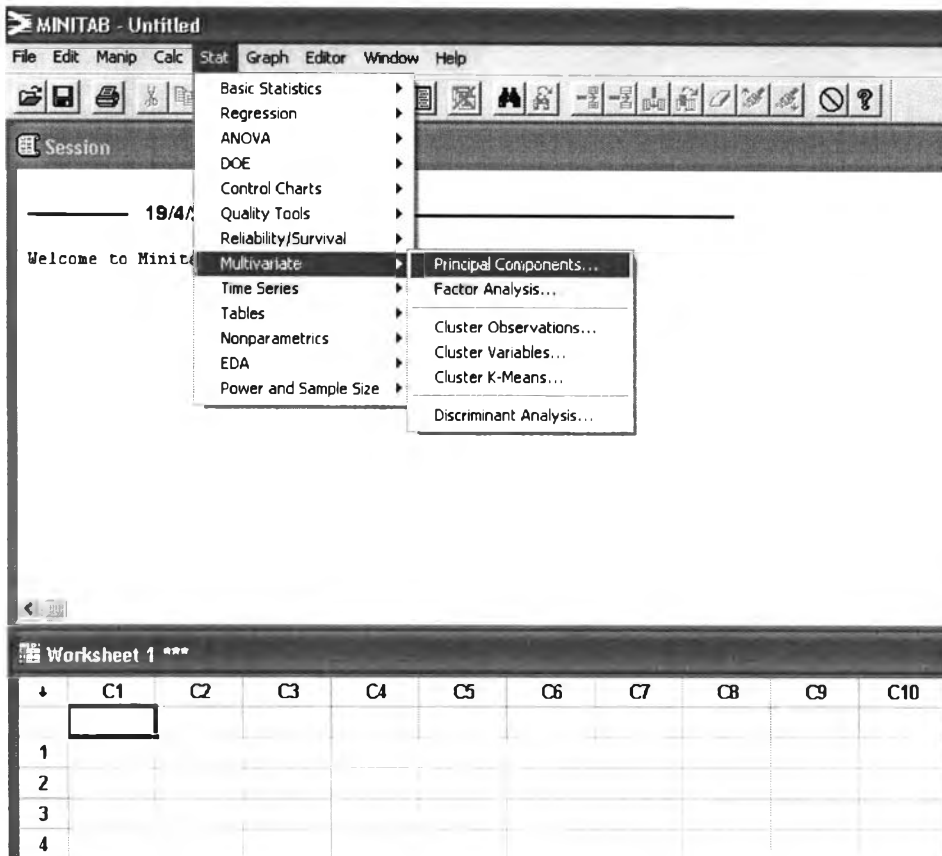 MINITAB - Untitled
File Edit Manip Calc Stat Graph Editor Window Help
Session
19/4/
Welcome to Minit
Basic Statistics
Regression
ANOVA
DOE
Control Charts
Quality Tools
Reliability/Survival
Multivariate
Time Series
Tables
Nonparametrics
EDA
Power and Sample Size
Principal Components...
Factor Analysis...
Cluster Observations...
Cluster Variables...
Cluster K-Means...
Discriminant Analysis...
Worksheet 1 ***
C1 C2 C3 C4 C5 C6 C7 C8 C9 C10
1
2
3
4